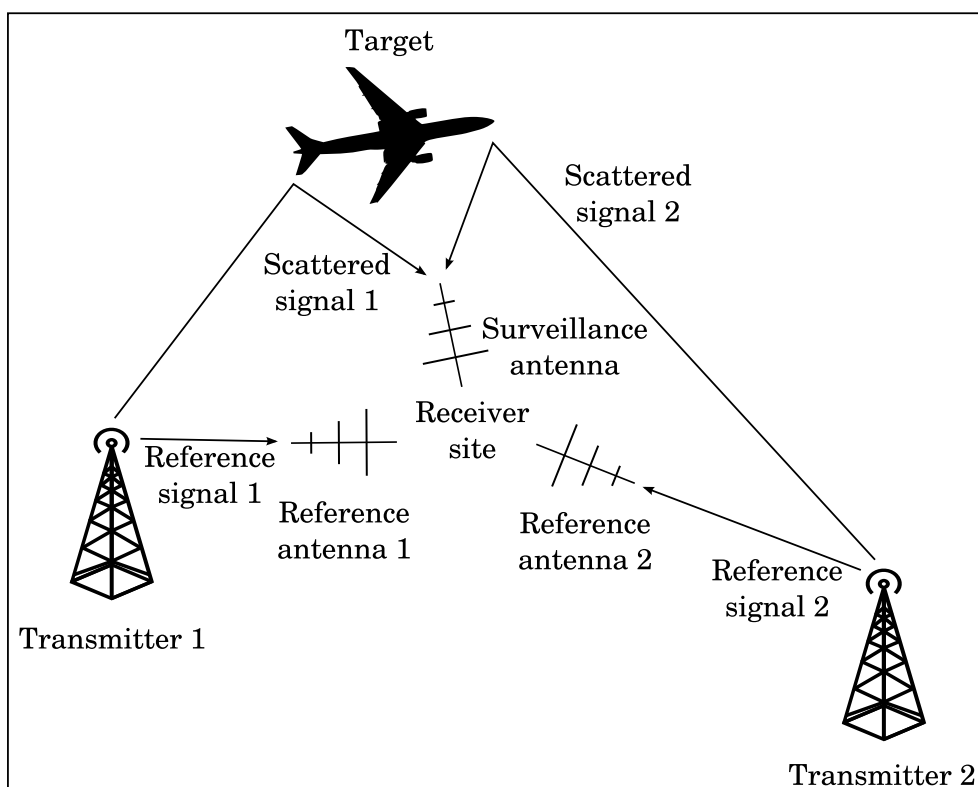 Target
Scattered
signal 2
Scattered
signal 1
Surveillance
antenna
Receiver
site
Reference
signal 1
Reference
antenna 1
Reference
antenna 2
Reference
signal 2
Transmitter 1
Transmitter 2